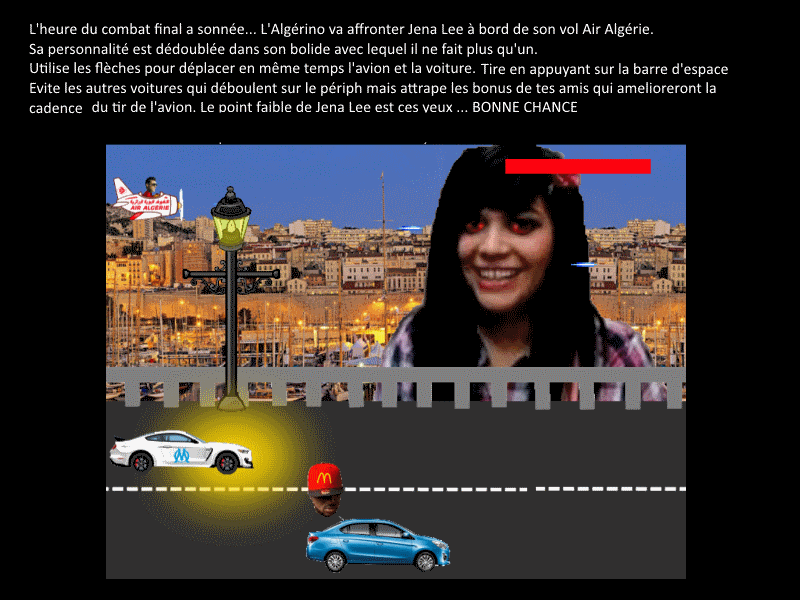 L'heure du combat final a sonnée... L'Algérino va affronter Jena Lee à bord de son vol Air Algérie.
Sa personnalité est dédoublée dans son bolide avec lequel il ne fait plus qu'un.
Utilise les flèches pour déplacer en même temps l'avion et la voiture. Tire en appuyant sur la barre d'espace
Evite les autres voitures qui déboulent sur le périph mais attrape les bonus de tes amis qui amelioreront la
cadence du tir de l'avion. Le point faible de Jena Lee est ces yeux ... BONNE CHANCE
AIR ALGERIE
M